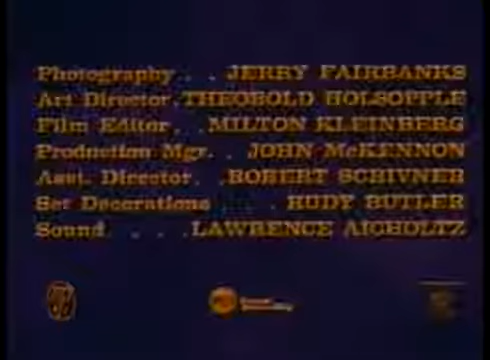 Photography . . JERRY FAIRBANKS
Art Director . THEOBOLD HOLSOPPLE
Film Editor . . MILTON KLEINBERG
Production Mgr. . JOHN McKENNON
Asst. Director . . ROBERT SCRIVNER
Set Decorations . . RUDY BUTLER
Sound . . . . LAWRENCE AICHOLTZ